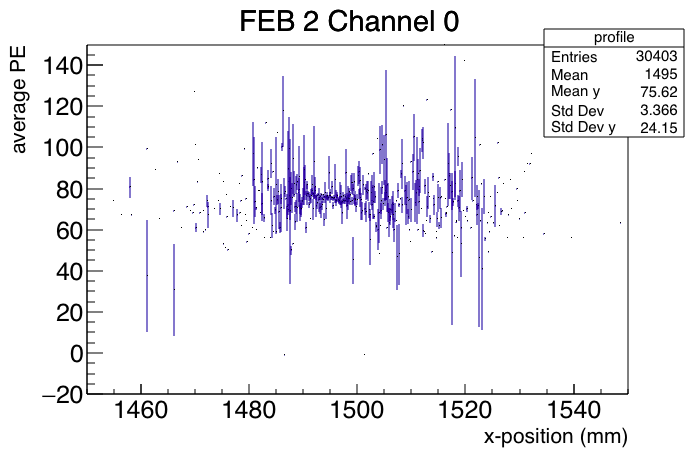 FEB 2 Channel 0
profile
Entries 30403
Mean 1495
Mean y 75.62
Std Dev 3.366
Std Dev y 24.15
average PE
140
120
100
80
60
40
20
0
−20
1460 1480 1500 1520 1540
x-position (mm)